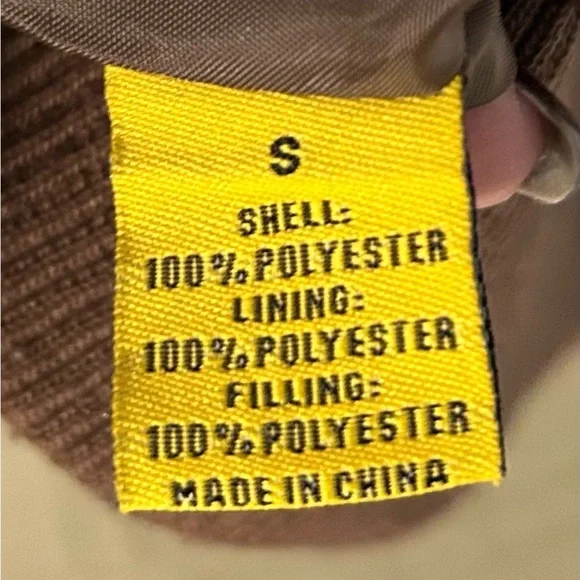 S
SHELL:
100% POLYESTER
LINING:
100% POLYESTER
FILLING:
100% POLYESTER
MADE IN CHINA